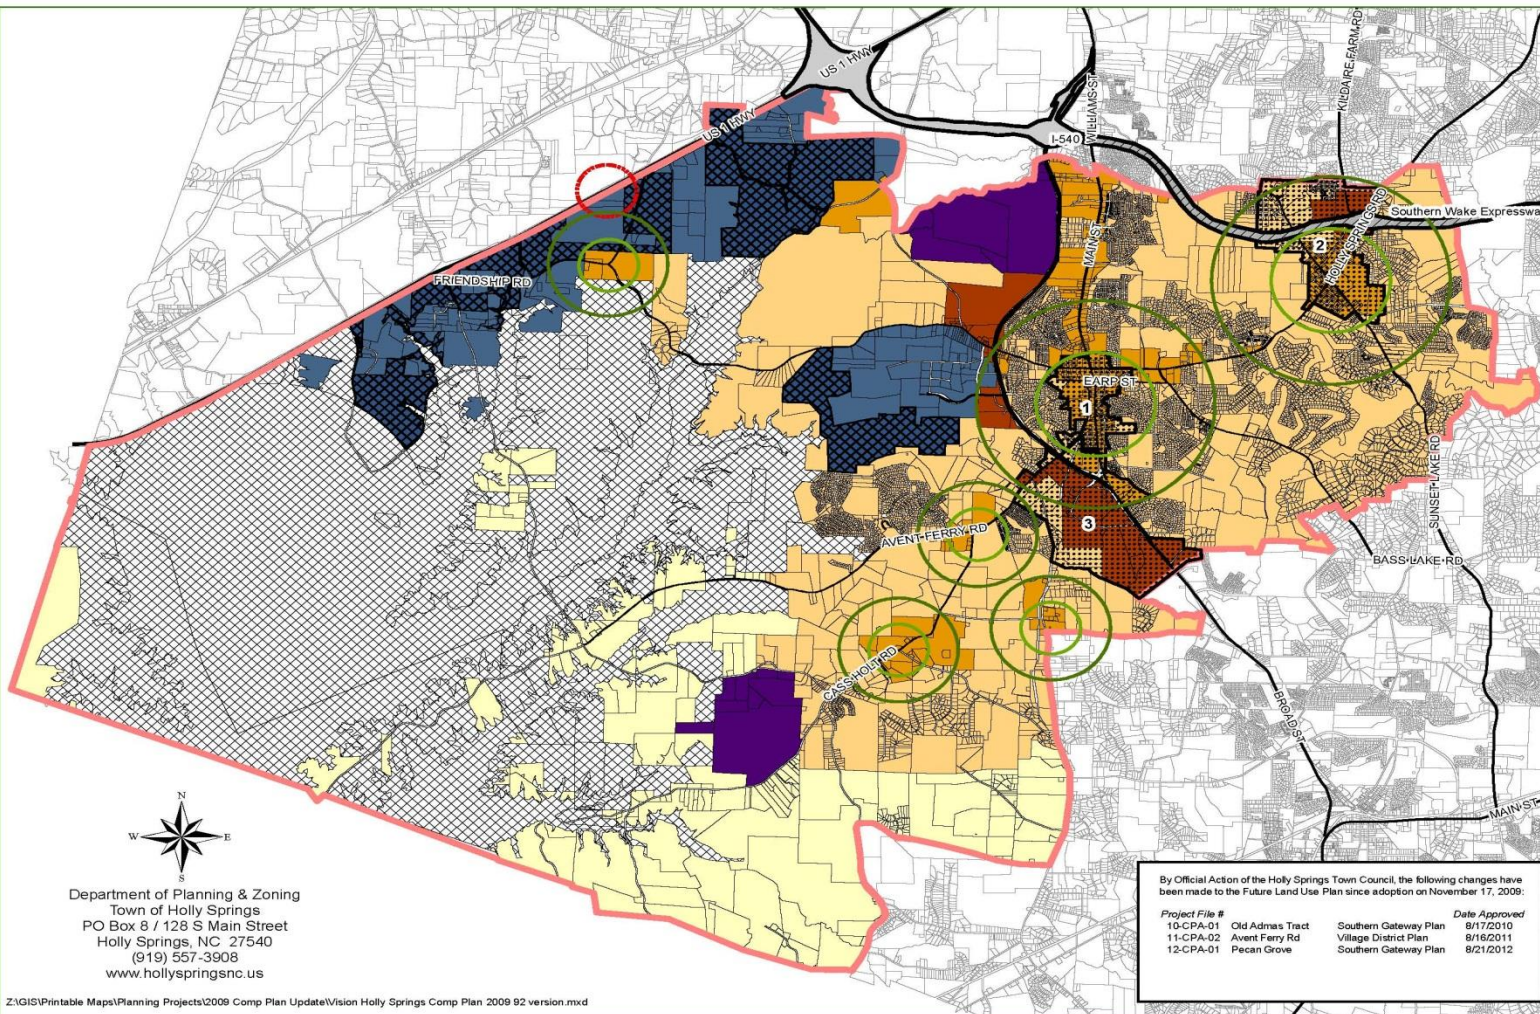 US 1 HWY
KILDAIRE FARM RD
WILLIAMS ST
US 1 HWY
I-540
Southern Wake Expressw
HOLLY SPRINGS RD
2
MAIN ST
FRIENDSHIP RD
EARP ST
1
SUNSET LAKE RD
3
AVENT FERRY RD
BASS LAKE RD
CASS HOLT RD
BROAD ST
MAIN ST
N
W
E
S
Department of Planning & Zoning
Town of Holly Springs
PO Box 8 / 128 S Main Street
Holly Springs, NC 27540
(919) 557-3908
www.hollyspringsnc.us
By Official Action of the Holly Springs Town Council, the following changes have
been made to the Future Land Use Plan since adoption on November 17, 2009:
Project File # Date Approved
10-CPA-01 Old Admas Tract Southern Gateway Plan 8/17/2010
11-CPA-02 Avent Ferry Rd Village District Plan 8/16/2011
12-CPA-01 Pecan Grove Southern Gateway Plan 8/21/2012
Z:\GIS\Printable Maps\Planning Projects\2009 Comp Plan Update\Vision Holly Springs Comp Plan 2009 92 version.mxd